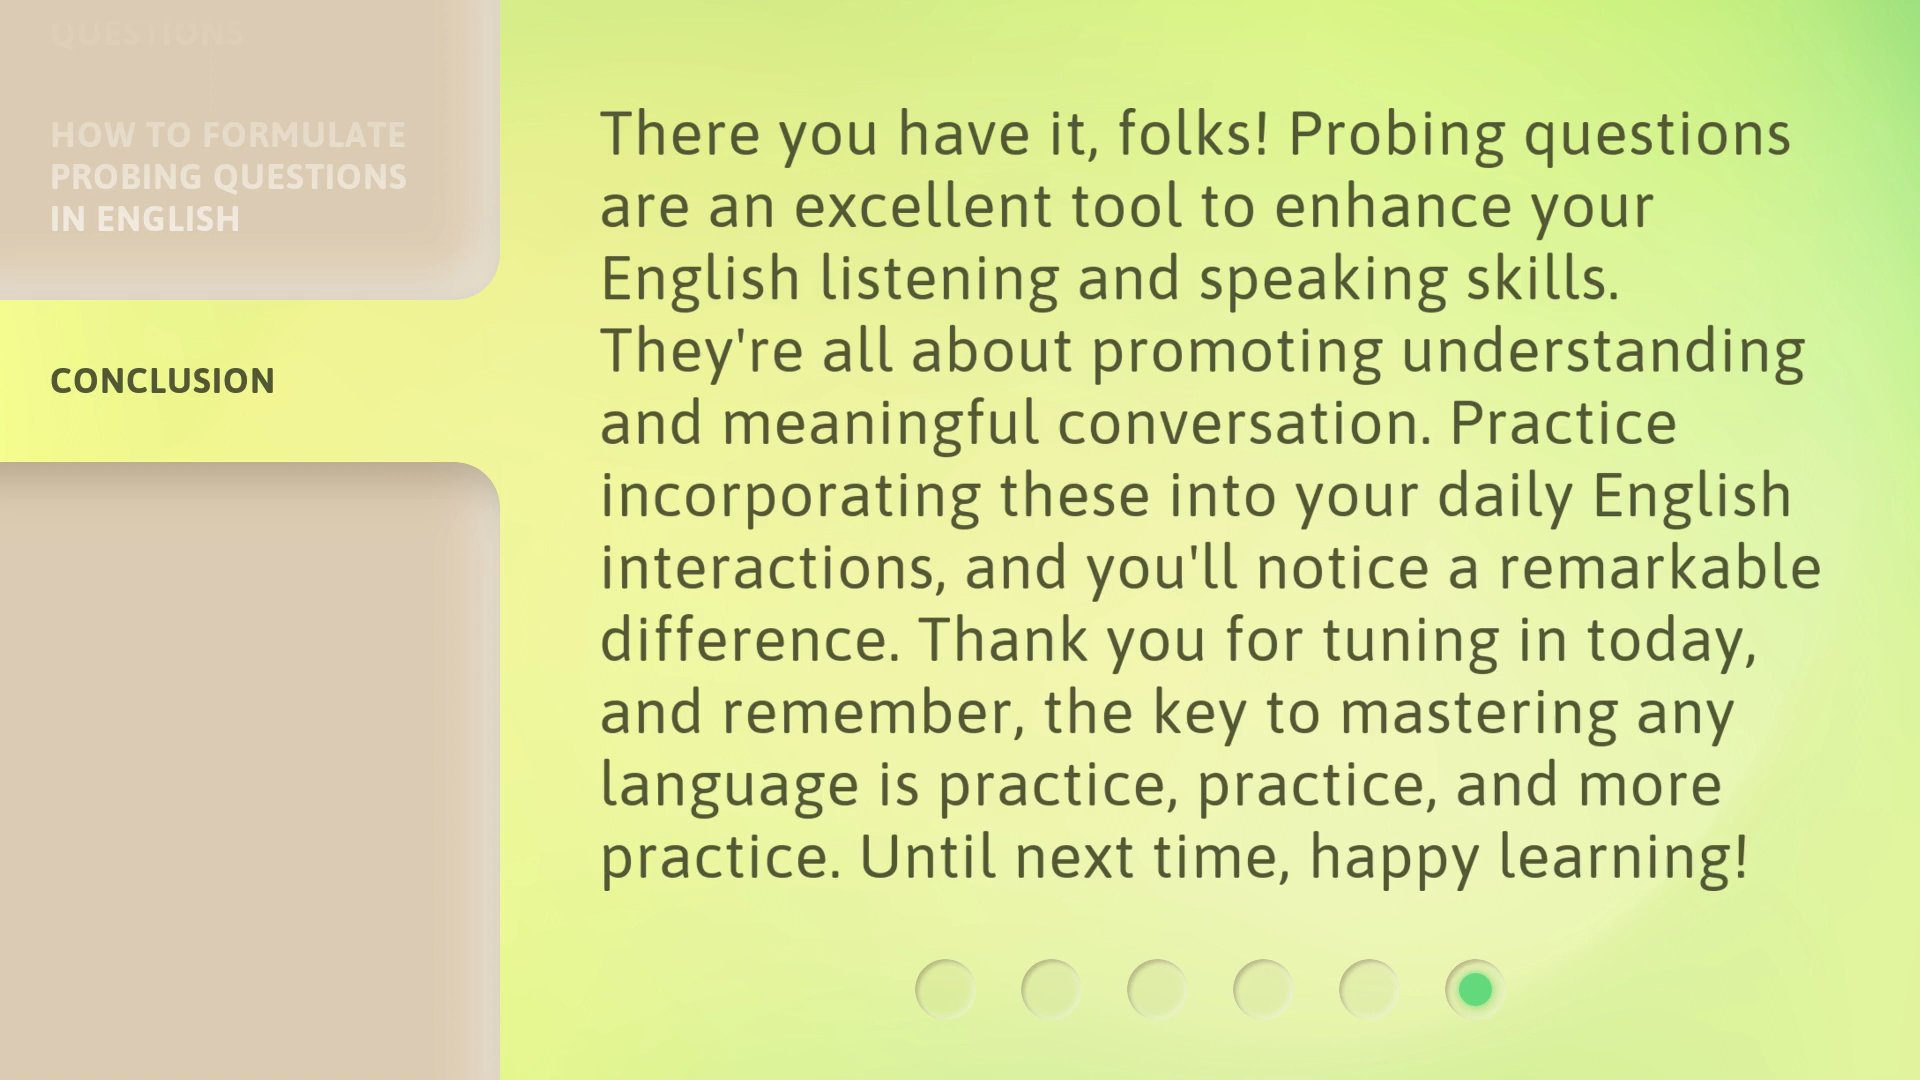 QUESTIONS
HOW TO FORMULATE
PROBING QUESTIONS
IN ENGLISH
CONCLUSION
There you have it, folks! Probing questions
are an excellent tool to enhance your
English listening and speaking skills.
They're all about promoting understanding
and meaningful conversation. Practice
incorporating these into your daily English
interactions, and you'll notice a remarkable
difference. Thank you for tuning in today,
and remember, the key to mastering any
language is practice, practice, and more
practice. Until next time, happy learning!